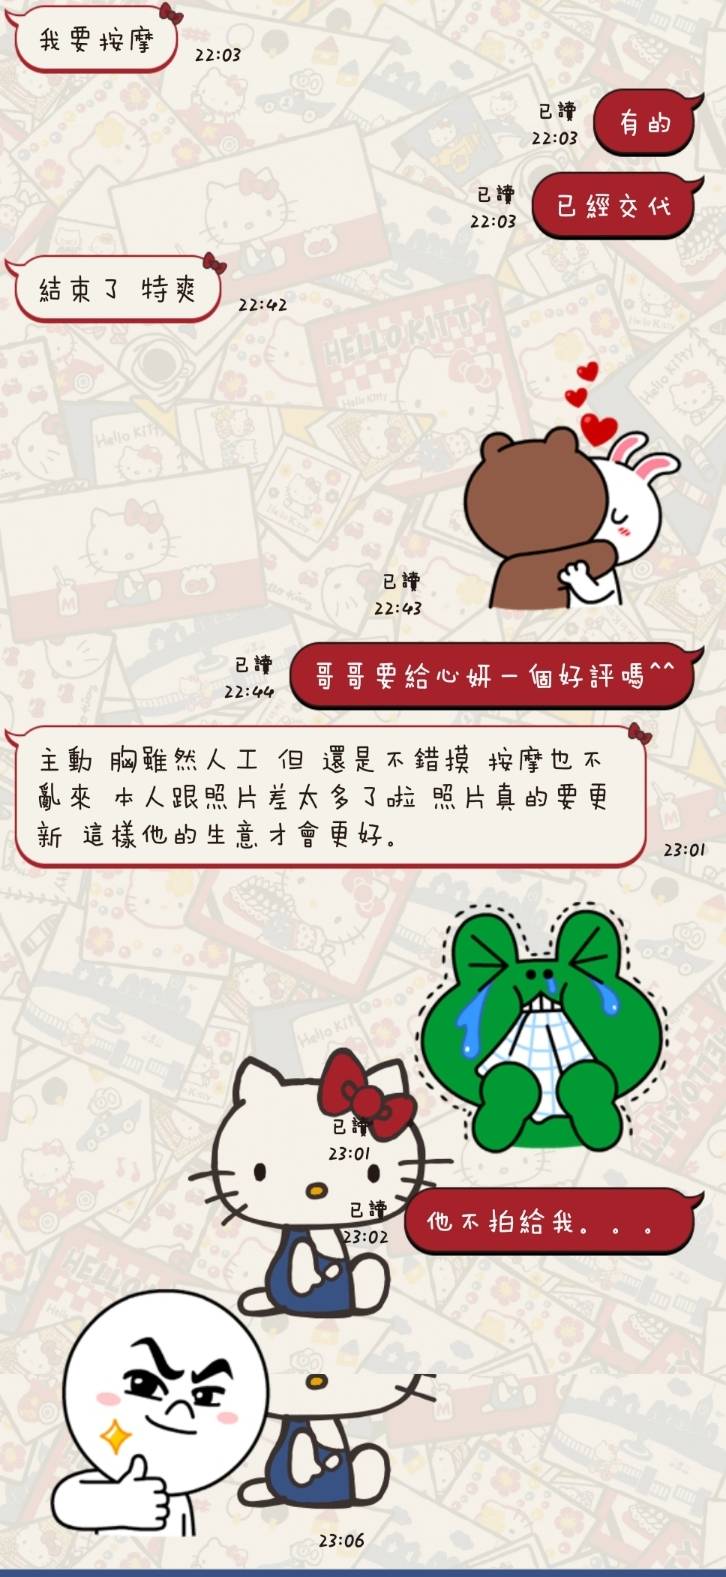 我要按摩
22:03
已讀
22:03
有的
已讀
22:03
已經交代
結束了 特爽
22:42
HELLO KITTY
Hello Kitty
已讀
22:43
已讀
22:44
哥哥要給心妍一個好評嗎^^
主動 胸雖然人工 但 還是不錯摸 按摩也不
亂來 本人跟照片差太多了啦 照片真的要更
新 這樣他的生意才會更好。
23:01
已讀
23:01
已讀
23:02
他不拍給我。。。
23:06